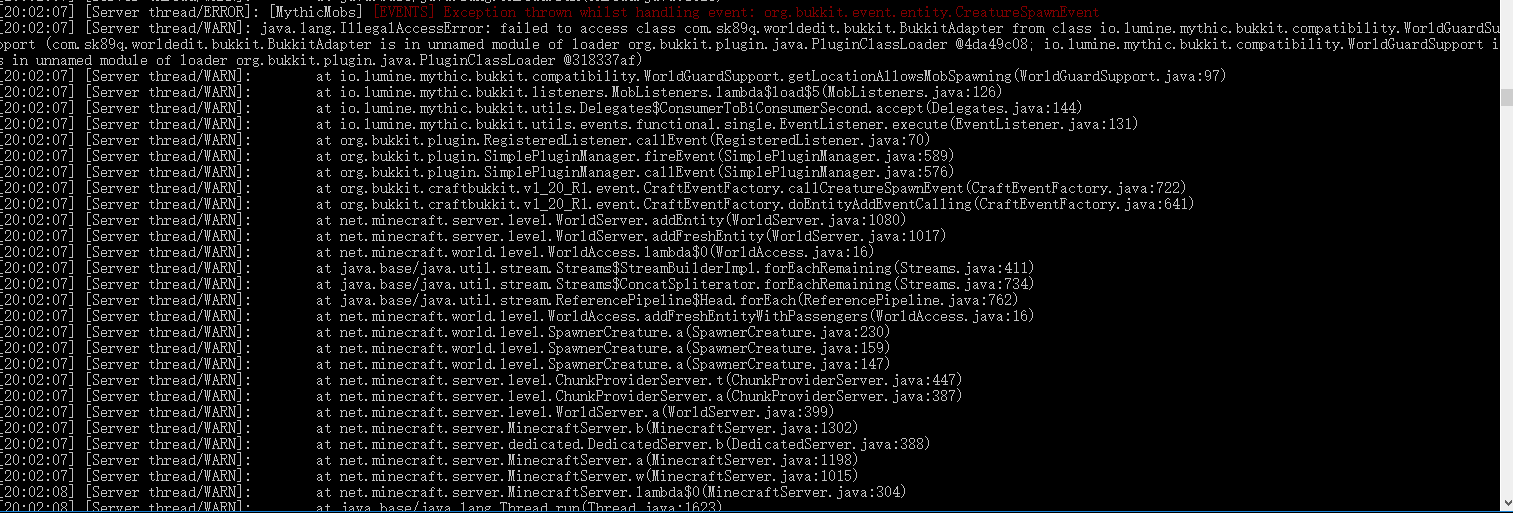 [20:02:07] [Server thread/ERROR]: [MythicMobs] [EVENTS] Exception thrown whilst handling event: org.bukkit.event.entity.CreatureSpawnEvent
[20:02:07] [Server thread/WARN]: java.lang.IllegalAccessError: failed to access class com.sk89q.worldedit.bukkit.BukkitAdapter from class io.lumine.mythic.bukkit.compatibility.WorldGuardSu
pport (com.sk89q.worldedit.bukkit.BukkitAdapter is in unnamed module of loader org.bukkit.plugin.java.PluginClassLoader @4da49c08; io.lumine.mythic.bukkit.compatibility.WorldGuardSupport i
s in unnamed module of loader org.bukkit.plugin.java.PluginClassLoader @318337af)
[20:02:07] [Server thread/WARN]: at io.lumine.mythic.bukkit.compatibility.WorldGuardSupport.getLocationAllowsMobSpawning(WorldGuardSupport.java:97)
[20:02:07] [Server thread/WARN]: at io.lumine.mythic.bukkit.listeners.MobListeners.lambda$load$5(MobListeners.java:126)
[20:02:07] [Server thread/WARN]: at io.lumine.mythic.bukkit.utils.Delegates$ConsumerToBiConsumerSecond.accept(Delegates.java:144)
[20:02:07] [Server thread/WARN]: at io.lumine.mythic.bukkit.utils.events.functional.single.EventListener.execute(EventListener.java:131)
[20:02:07] [Server thread/WARN]: at org.bukkit.plugin.RegisteredListener.callEvent(RegisteredListener.java:70)
[20:02:07] [Server thread/WARN]: at org.bukkit.plugin.SimplePluginManager.fireEvent(SimplePluginManager.java:589)
[20:02:07] [Server thread/WARN]: at org.bukkit.plugin.SimplePluginManager.callEvent(SimplePluginManager.java:576)
[20:02:07] [Server thread/WARN]: at org.bukkit.craftbukkit.v1_20_R1.event.CraftEventFactory.callCreatureSpawnEvent(CraftEventFactory.java:722)
[20:02:07] [Server thread/WARN]: at org.bukkit.craftbukkit.v1_20_R1.event.CraftEventFactory.doEntityAddEventCalling(CraftEventFactory.java:641)
[20:02:07] [Server thread/WARN]: at net.minecraft.server.level.WorldServer.addEntity(WorldServer.java:1080)
[20:02:07] [Server thread/WARN]: at net.minecraft.server.level.WorldServer.addFreshEntity(WorldServer.java:1017)
[20:02:07] [Server thread/WARN]: at net.minecraft.world.level.WorldAccess.lambda$0(WorldAccess.java:16)
[20:02:07] [Server thread/WARN]: at java.base/java.util.stream.Streams$StreamBuilderImpl.forEachRemaining(Streams.java:411)
[20:02:07] [Server thread/WARN]: at java.base/java.util.stream.Streams$ConcatSpliterator.forEachRemaining(Streams.java:734)
[20:02:07] [Server thread/WARN]: at java.base/java.util.stream.ReferencePipeline$Head.forEach(ReferencePipeline.java:762)
[20:02:07] [Server thread/WARN]: at net.minecraft.world.level.WorldAccess.addFreshEntityWithPassengers(WorldAccess.java:16)
[20:02:07] [Server thread/WARN]: at net.minecraft.world.level.SpawnerCreature.a(SpawnerCreature.java:230)
[20:02:07] [Server thread/WARN]: at net.minecraft.world.level.SpawnerCreature.a(SpawnerCreature.java:159)
[20:02:07] [Server thread/WARN]: at net.minecraft.world.level.SpawnerCreature.a(SpawnerCreature.java:147)
[20:02:07] [Server thread/WARN]: at net.minecraft.server.level.ChunkProviderServer.t(ChunkProviderServer.java:447)
[20:02:07] [Server thread/WARN]: at net.minecraft.server.level.ChunkProviderServer.a(ChunkProviderServer.java:387)
[20:02:07] [Server thread/WARN]: at net.minecraft.server.level.WorldServer.a(WorldServer.java:399)
[20:02:07] [Server thread/WARN]: at net.minecraft.server.MinecraftServer.b(MinecraftServer.java:1302)
[20:02:07] [Server thread/WARN]: at net.minecraft.server.dedicated.DedicatedServer.b(DedicatedServer.java:388)
[20:02:07] [Server thread/WARN]: at net.minecraft.server.MinecraftServer.a(MinecraftServer.java:1198)
[20:02:07] [Server thread/WARN]: at net.minecraft.server.MinecraftServer.w(MinecraftServer.java:1015)
[20:02:08] [Server thread/WARN]: at net.minecraft.server.MinecraftServer.lambda$0(MinecraftServer.java:304)
[20:02:08] [Server thread/WARN]: at java.base/java.lang.Thread.run(Thread.java:1623)